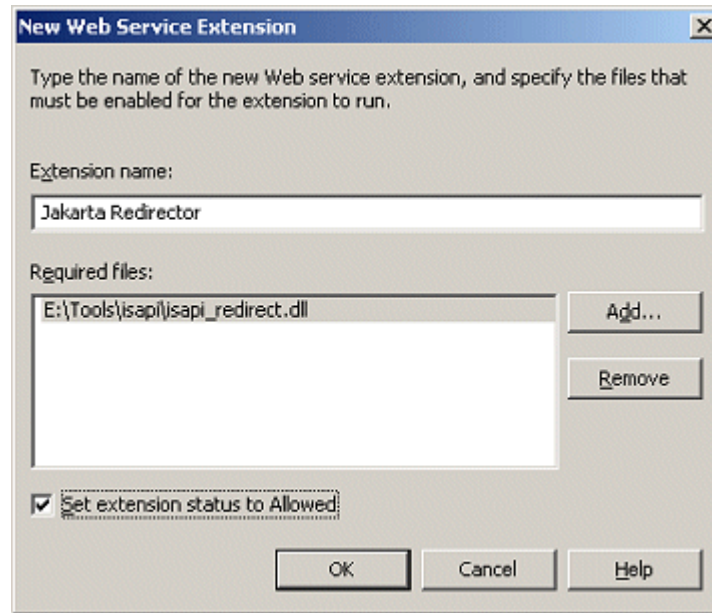 New Web Service Extension
Type the name of the new Web service extension, and specify the files that
must be enabled for the extension to run.
Extension name:
Jakarta Redirector
Required files:
E:\Tools\isapi\isapi_redirect.dll
Add...
Remove
Set extension status to Allowed
OK
Cancel
Help